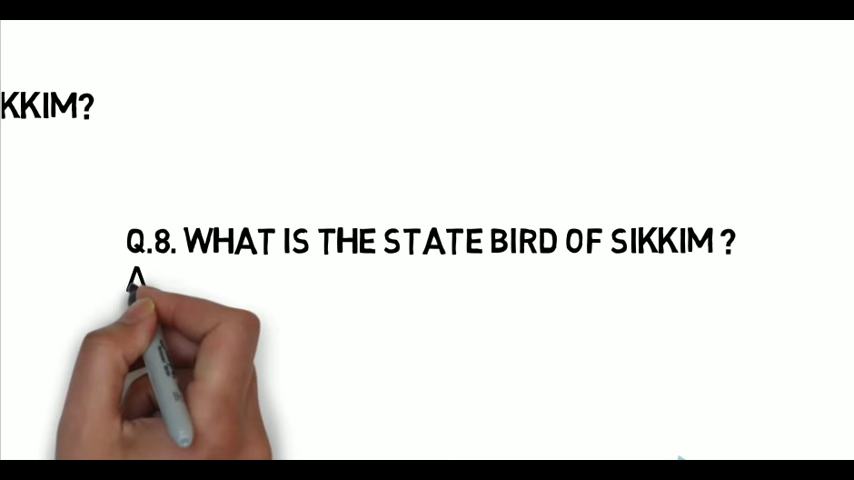 KKIM?
Q.8. WHAT IS THE STATE BIRD OF SIKKIM ?
A